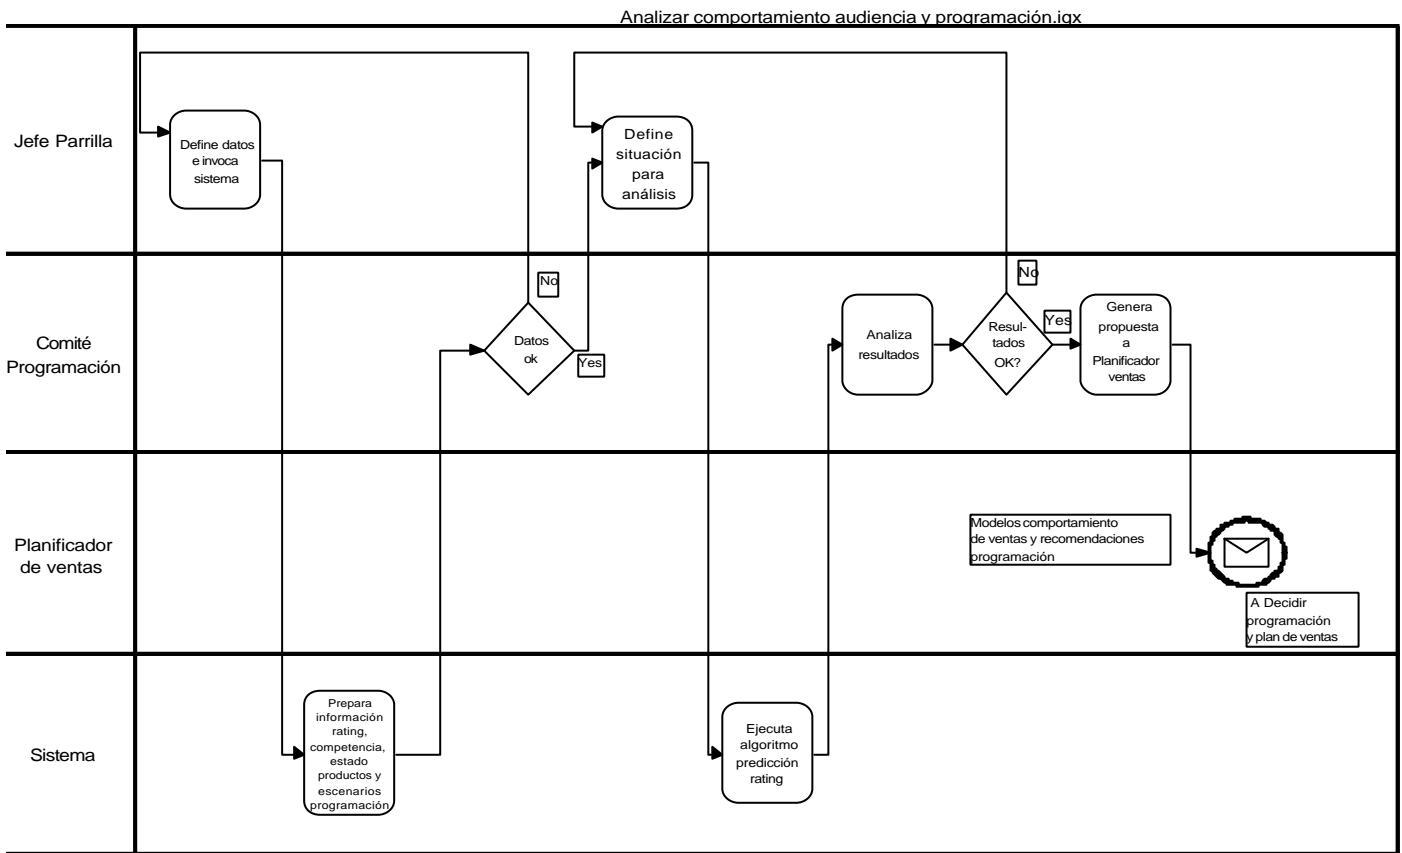 Analizar comportamiento audiencia y programación.igx
Jefe Parrilla
Define datos
e invoca
sistema
Define
situación
para
análisis
Comité
Programación
No
Datos
ok
Yes
Analiza
resultados
No
Resul-
tados
OK?
Yes
Genera
propuesta
a
Planificador
ventas
Planificador
de ventas
Modelos comportamiento
de ventas y recomendaciones
programación
A Decidir
programación
y plan de ventas
Sistema
Prepara
información
rating,
competencia,
estado
productos y
escenarios
programación
Ejecuta
algoritmo
predicción
rating